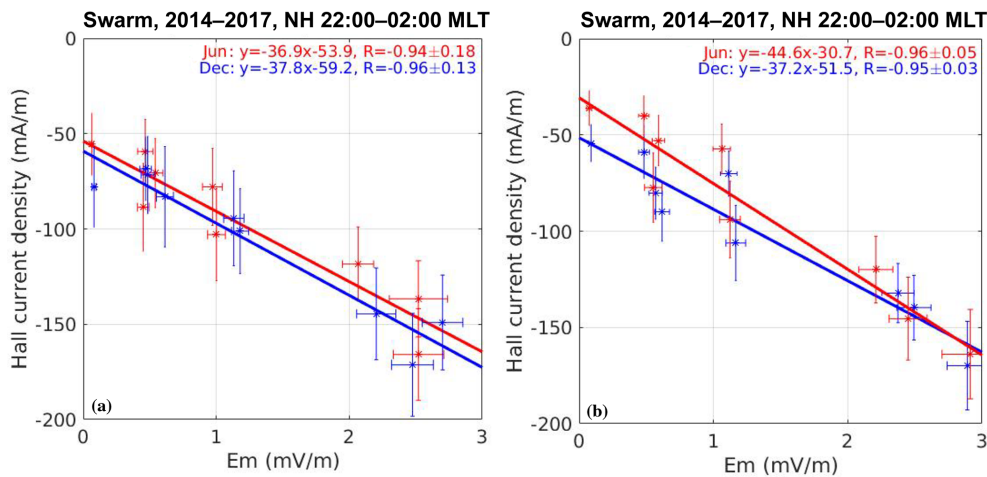 Swarm, 2014–2017, NH 22:00–02:00 MLT
Jun: y=-36.9x-53.9, R=-0.94±0.18
Dec: y=-37.8x-59.2, R=-0.96±0.13
Hall current density (mA/m)
0
-50
-100
-150
-200
(a)
0 1 2 3
Em (mV/m)
Swarm, 2014–2017, NH 22:00–02:00 MLT
Jun: y=-44.6x-30.7, R=-0.96±0.05
Dec: y=-37.2x-51.5, R=-0.95±0.03
Hall current density (mA/m)
0
-50
-100
-150
-200
(b)
0 1 2 3
Em (mV/m)